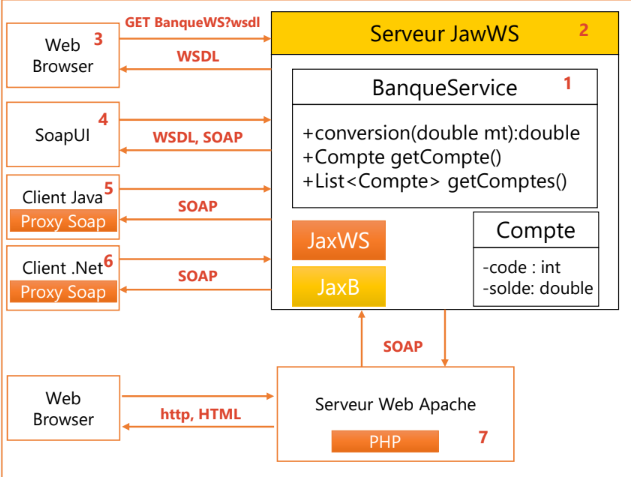 GET BanqueWS?wsdl
Web
Browser
3
WSDL
Serveur JawWS
2
BanqueService
1
+conversion(double mt):double
+Compte getCompte()
+List<Compte> getComptes()
SoapUI
4
WSDL, SOAP
Client Java
5
Proxy Soap
SOAP
Client .Net
6
Proxy Soap
SOAP
JaxWS
JaxB
Compte
-code : int
-solde: double
SOAP
Web
Browser
http, HTML
Serveur Web Apache
PHP
7